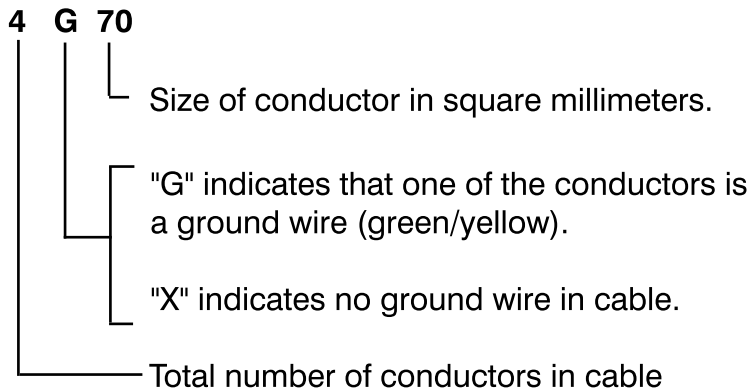 4 G 70
Size of conductor in square millimeters.
"G" indicates that one of the conductors is
a ground wire (green/yellow).
"X" indicates no ground wire in cable.
Total number of conductors in cable